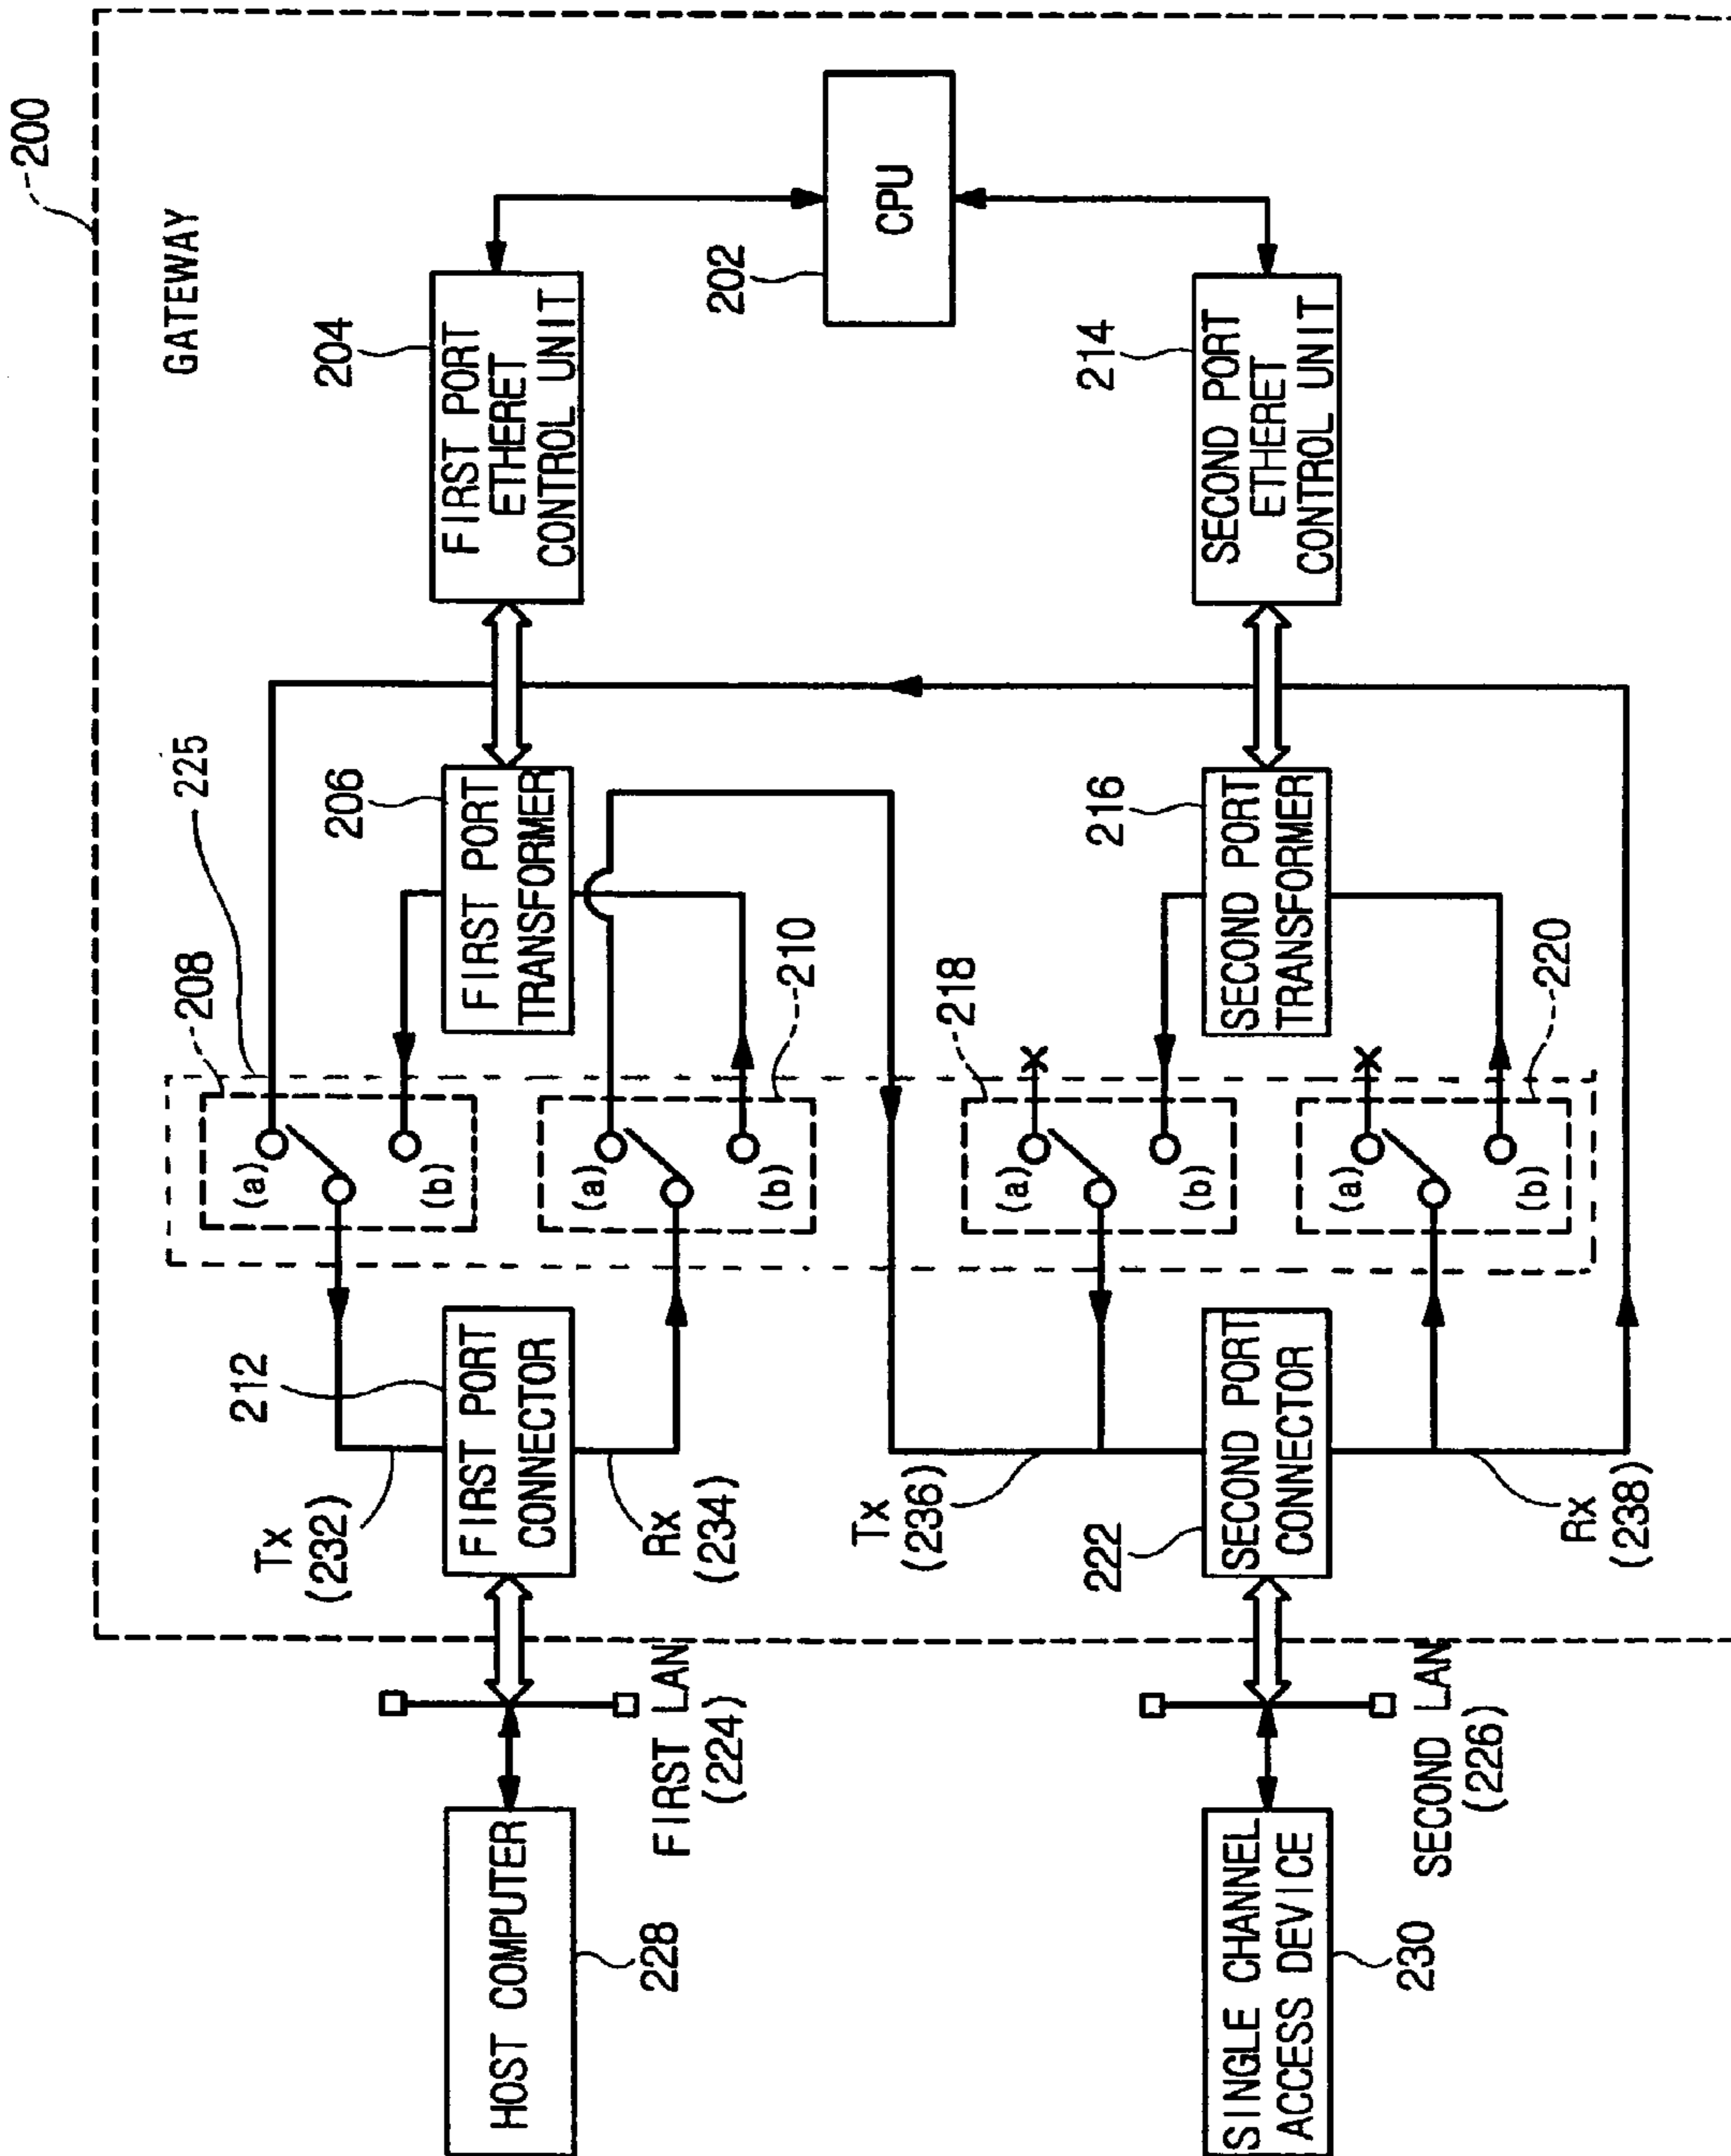 200
GATEWAY
HOST COMPUTER
228
FIRST LAN
(224)
Tx
(232)
212
FIRST PORT
CONNECTOR
Rx
(234)
225
208
(a)
(b)
(a)
(b)
210
206
FIRST PORT
TRANSFORMER
204
FIRST PORT
ETHERET
CONTROL UNIT
202
CPU
SINGLE CHANNEL
ACCESS DEVICE
230
SECOND LAN
(226)
Tx
(236)
222
SECOND PORT
CONNECTOR
Rx
(238)
218
(a)
(b)
(a)
(b)
220
216
SECOND PORT
TRANSFORMER
214
SECOND PORT
ETHERET
CONTROL UNIT